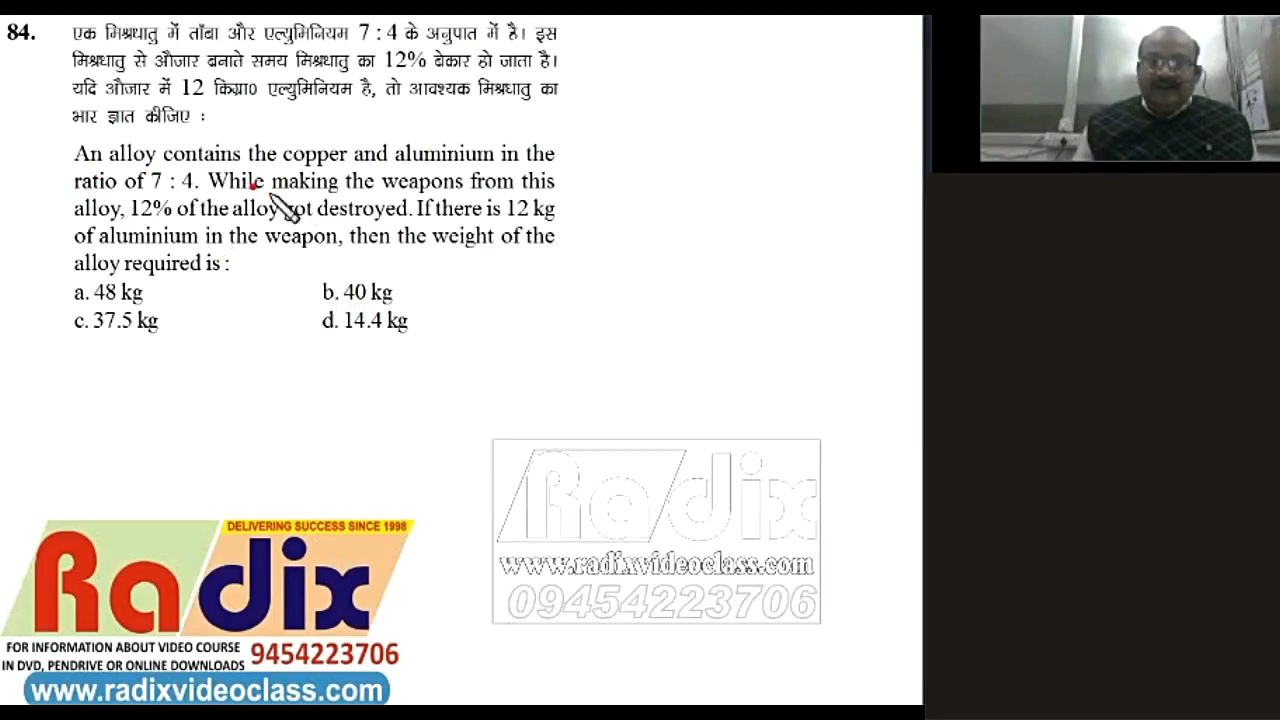 84.
एक मिश्रधातु में ताँबा और एल्युमिनियम 7 : 4 के अनुपात में है। इस
मिश्रधातु से औजार बनाते समय मिश्रधातु का 12% बेकार हो जाता है।
यदि औजार में 12 किग्रा० एल्युमिनियम है, तो आवश्यक मिश्रधातु का
भार ज्ञात कीजिए :
An alloy contains the copper and aluminium in the
ratio of 7 : 4. While making the weapons from this
alloy, 12% of the alloy got destroyed. If there is 12 kg
of aluminium in the weapon, then the weight of the
alloy required is :
a. 48 kg b. 40 kg
c. 37.5 kg d. 14.4 kg
Radix
www.radixvideoclass.com
09454223706
DELIVERING SUCCESS SINCE 1998
Radix
FOR INFORMATION ABOUT VIDEO COURSE
IN DVD, PENDRIVE OR ONLINE DOWNLOADS 9454223706
www.radixvideoclass.com